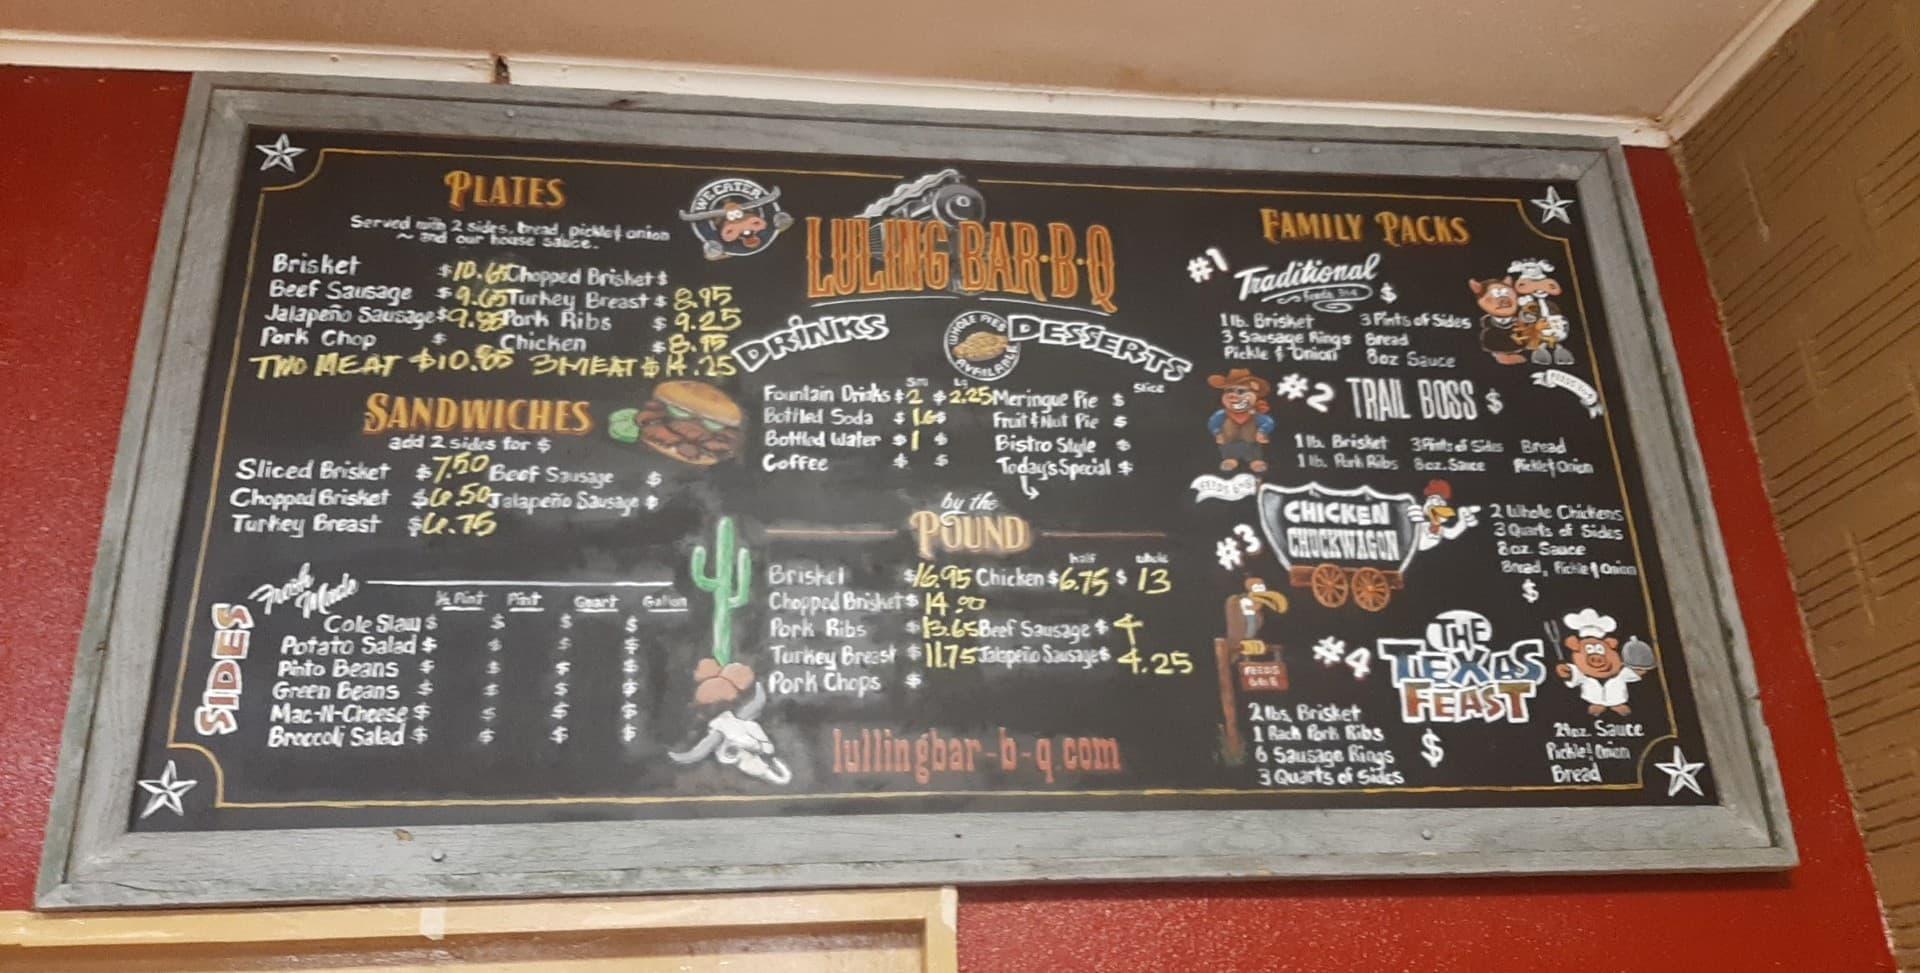 PLATES
Served with 2 sides, bread, pickle & onion
~ and our house sauce.
Brisket $10.65 Chopped Brisket $
Beef Sausage $9.65 Turkey Breast $ 8.95
Jalapeño Sausage $9. Pork Ribs $ 9.25
Pork Chop $ Chicken $8.95
TWO MEAT $10.85 3 MEAT $ 14.25
SANDWICHES
add 2 sides for $
Sliced Brisket $7.50 Beef Sausage $
Chopped Brisket $6.50 Jalapeño Sausage $
Turkey Breast $6.75
SIDES
Fresh Made
½ Pint Pint Quart Gallon
Cole Slaw $ $ $ $
Potato Salad $ $ $ $
Pinto Beans $ $ $ $
Green Beans $ $ $ $
Mac-N-Cheese $ $ $ $
Broccoli Salad $ $ $ $
WE CATER
LULING BAR·B·Q
DRINKS
Sm Lg
Fountain Drinks $2 $2.25
Bottled Soda $ 1.65
Bottled Water $1 $
Coffee $ $
WHOLE PIES AVAILABLE
DESSERTS
Slice
Meringue Pie $
Fruit & Nut Pie $
Bistro Style $
Today's Special $
by the
POUND
half whole
Brisket $16.95 Chicken $6.75 $ 13
Chopped Brisket $ 14.00
Pork Ribs $13.65 Beef Sausage $ 4
Turkey Breast $ 11.75 Jalapeño Sausage $ 4.25
Pork Chops $
lullingbar-b-q.com
FAMILY PACKS
#1 Traditional $
Feeds 3-4
1 lb. Brisket 3 Pints of Sides
3 Sausage Rings Bread
Pickle & Onion 8oz Sauce
#2 TRAIL BOSS $
1 lb. Brisket 3 Pints of Sides Bread
1 lb. Pork Ribs 8oz. Sauce Pickle & Onion
FEEDS 6-8
#3 CHICKEN
CHUCKWAGON
2 Whole Chickens
3 Quarts of Sides
8 oz. Sauce
Bread, Pickle & Onion
$
FEEDS
#4 THE
TEXAS
FEAST
$
2 lbs. Brisket
1 Rack Pork Ribs
6 Sausage Rings
3 Quarts of Sides
24oz. Sauce
Pickle & Onion
Bread